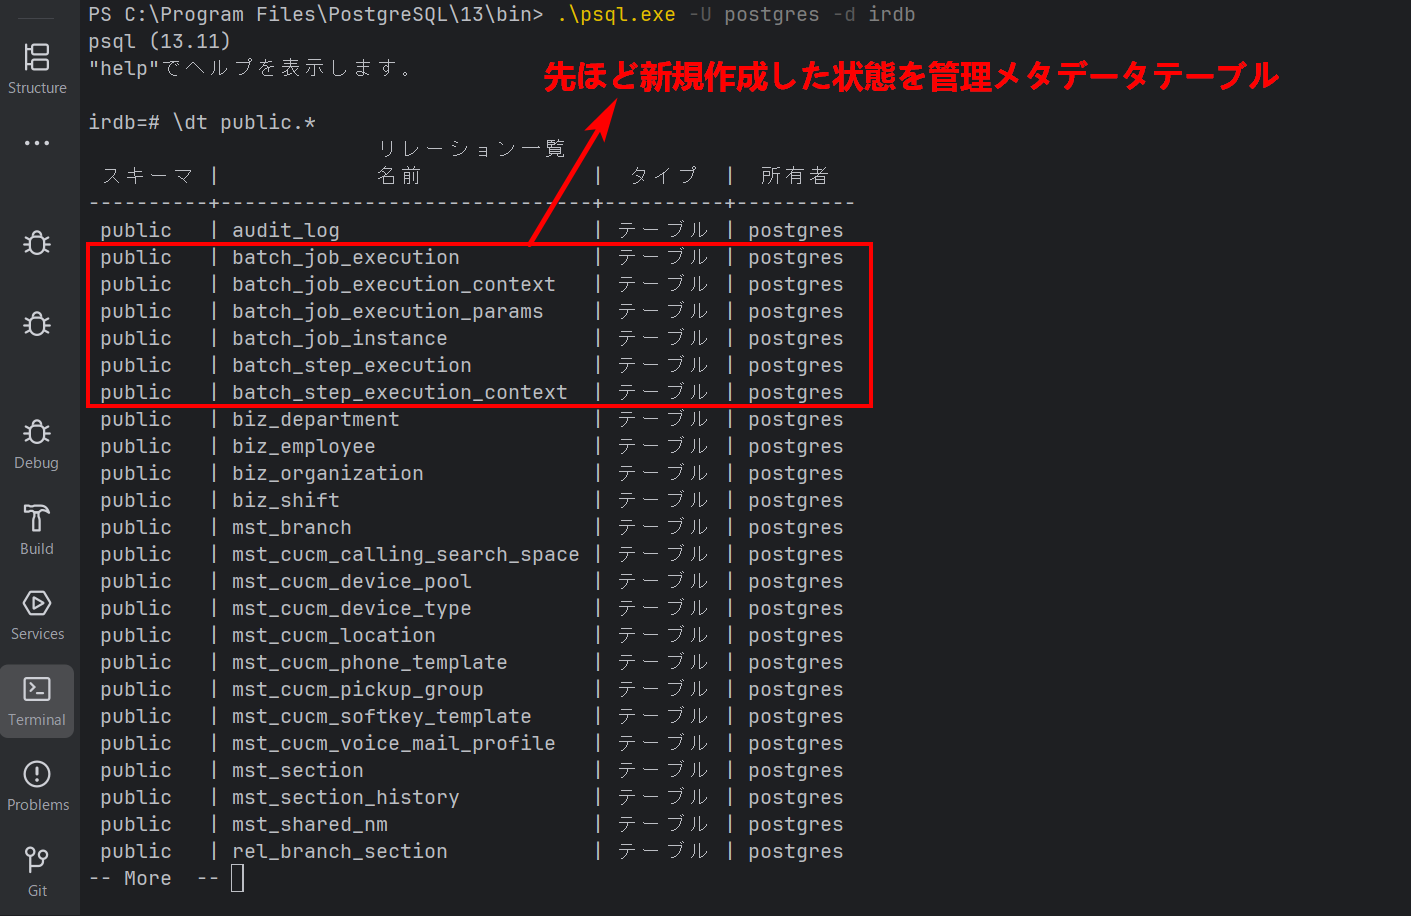 PS C:\Program Files\PostgreSQL\13\bin> .\psql.exe -U postgres -d irdb
psql (13.11)
"help"でヘルプを表示します。
先ほど新規作成した状態を管理メタデータテーブル
irdb=# \dt public.*
リレーション一覧
スキーマ | 名前 | タイプ | 所有者
----------+-------------------------------+----------+----------
public | audit_log | テーブル | postgres
public | batch_job_execution | テーブル | postgres
public | batch_job_execution_context | テーブル | postgres
public | batch_job_execution_params | テーブル | postgres
public | batch_job_instance | テーブル | postgres
public | batch_step_execution | テーブル | postgres
public | batch_step_execution_context | テーブル | postgres
public | biz_department | テーブル | postgres
public | biz_employee | テーブル | postgres
public | biz_organization | テーブル | postgres
public | biz_shift | テーブル | postgres
public | mst_branch | テーブル | postgres
public | mst_cucm_calling_search_space | テーブル | postgres
public | mst_cucm_device_pool | テーブル | postgres
public | mst_cucm_device_type | テーブル | postgres
public | mst_cucm_location | テーブル | postgres
public | mst_cucm_phone_template | テーブル | postgres
public | mst_cucm_pickup_group | テーブル | postgres
public | mst_cucm_softkey_template | テーブル | postgres
public | mst_cucm_voice_mail_profile | テーブル | postgres
public | mst_section | テーブル | postgres
public | mst_section_history | テーブル | postgres
public | mst_shared_nm | テーブル | postgres
public | rel_branch_section | テーブル | postgres
-- More --
Structure
Debug
Build
Services
Terminal
Problems
Git